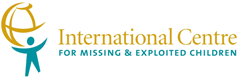 International Centre
FOR MISSING & EXPLOITED CHILDREN